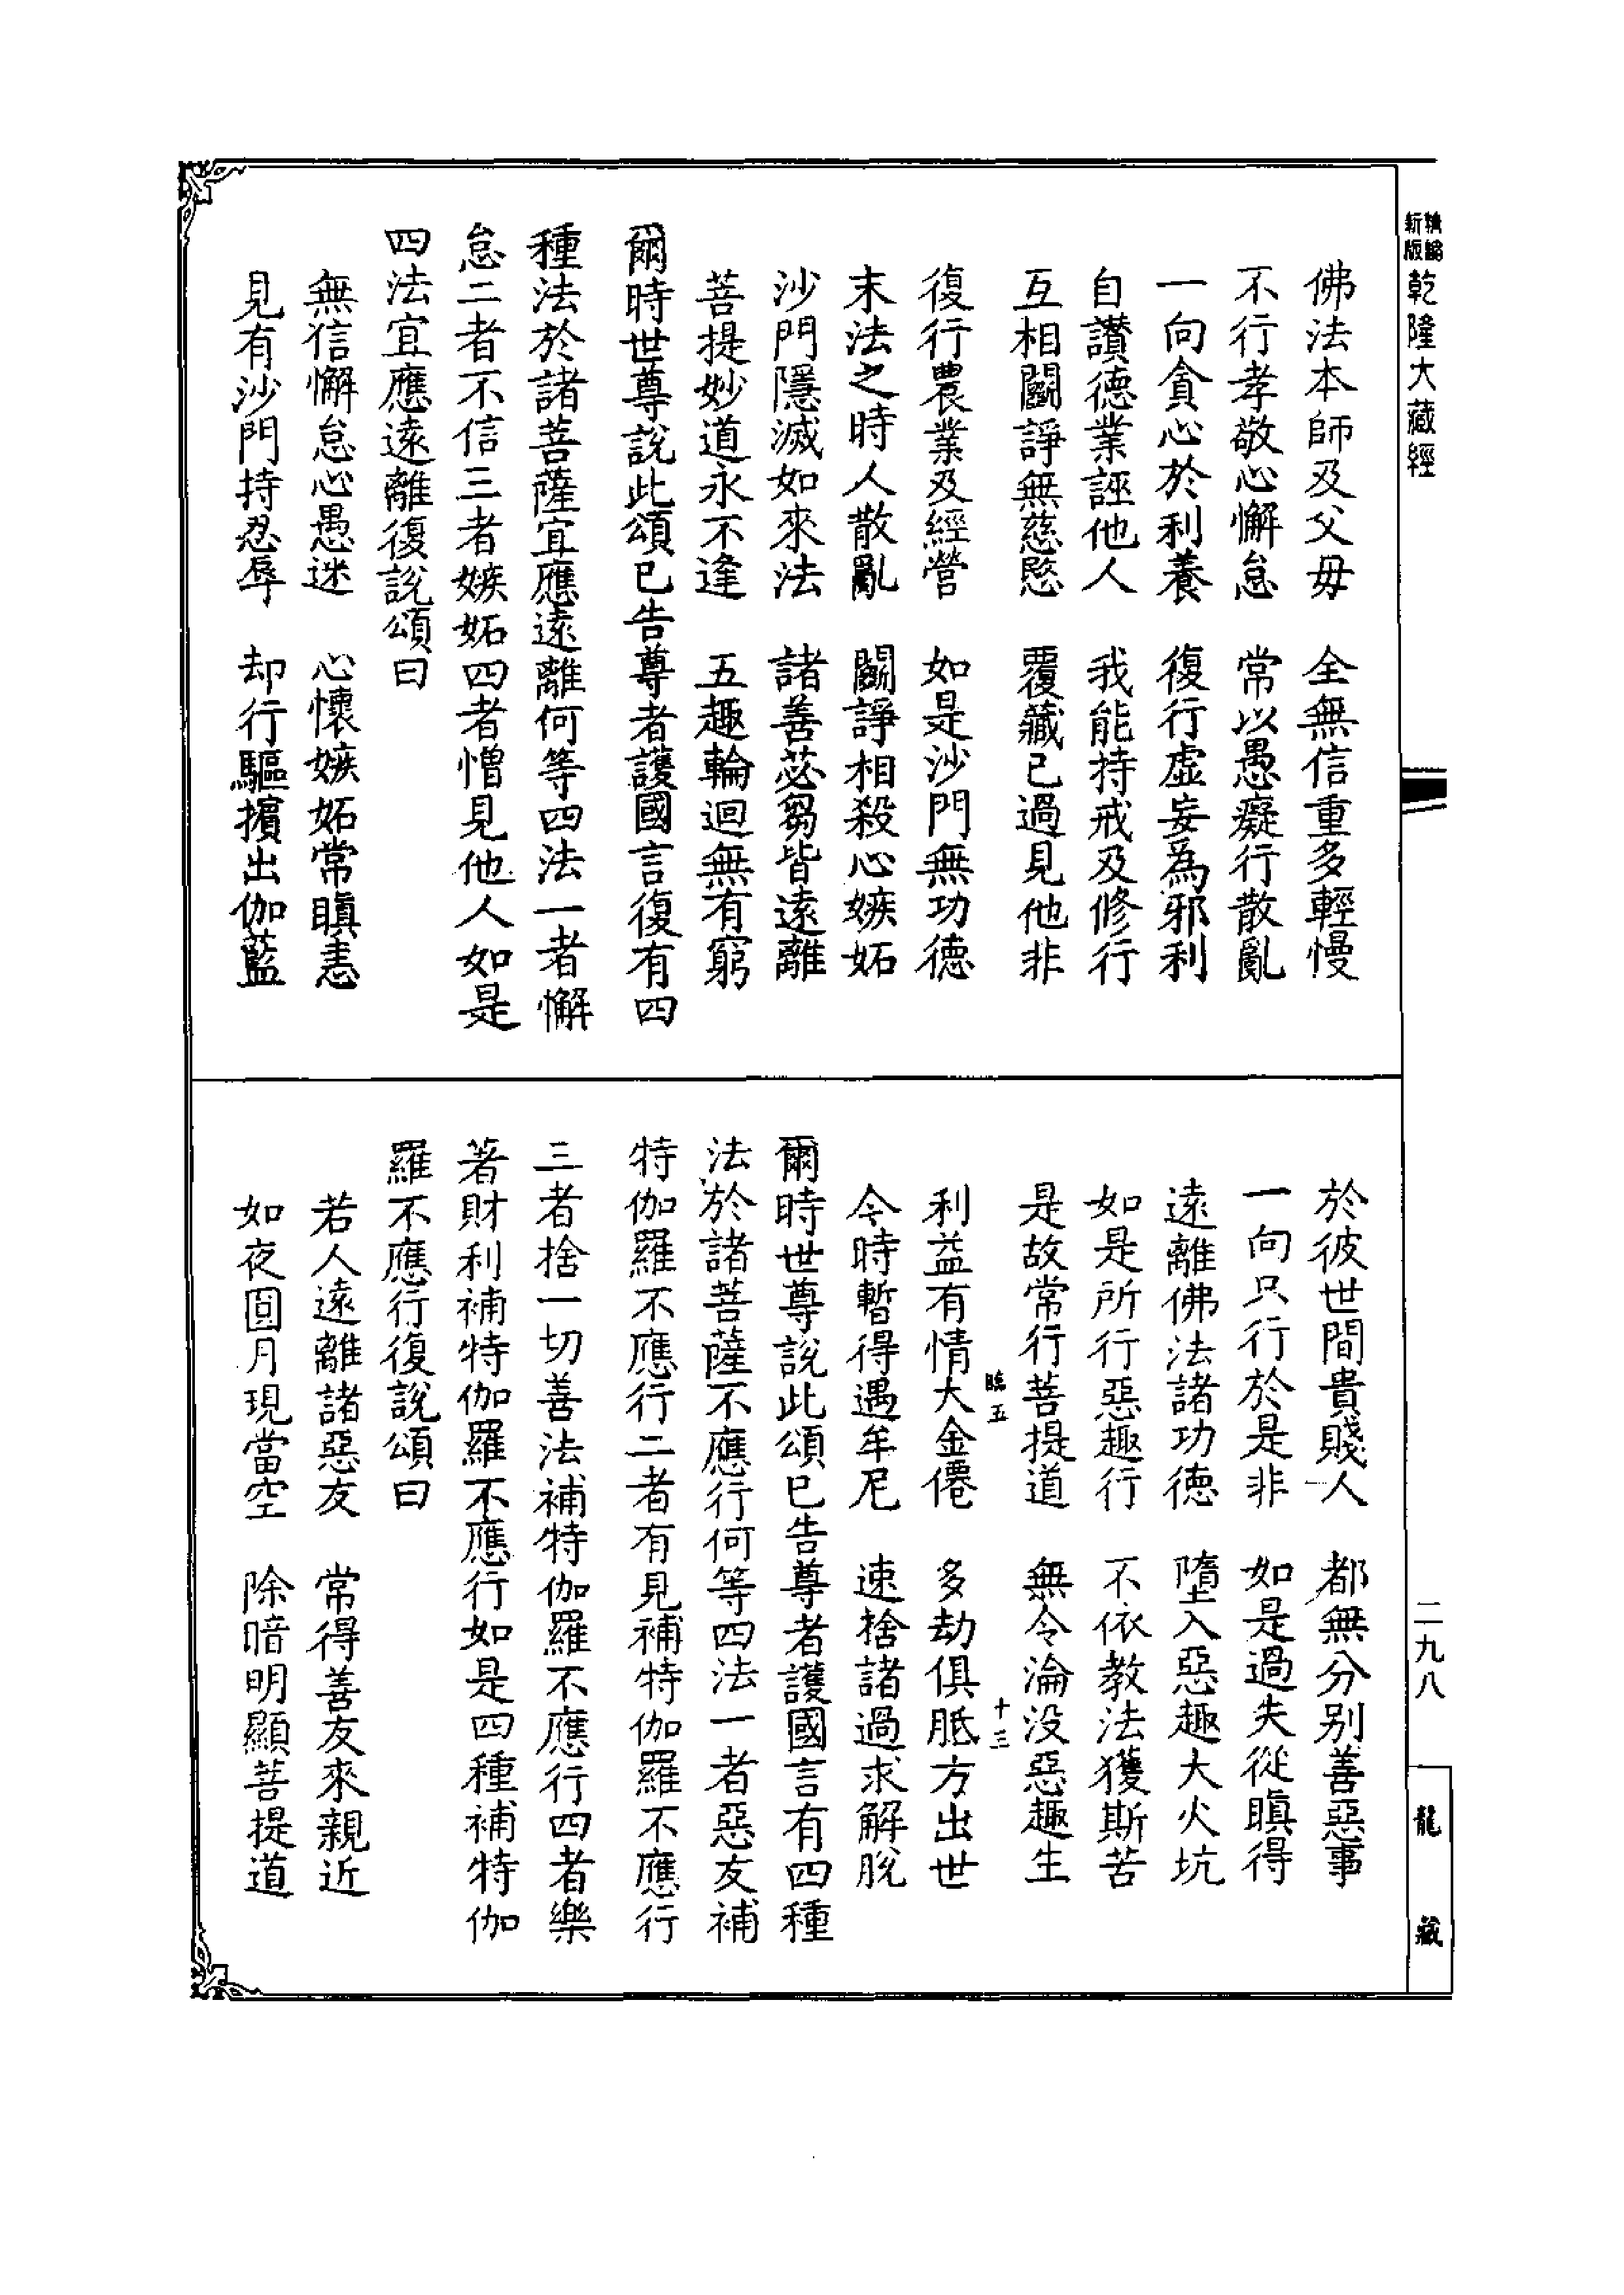 新版
精縮
乾隆大藏經
佛法本師及父母　全無信重多輕慢
不行孝敬心懈怠　常以愚癡行散亂
一向貪心於利養　復行虛妄為邪利
自讚德業誣他人　我能持戒及修行
互相鬬諍無慈愍　覆藏已過見他非
復行農業及經營　如是沙門無功德
末法之時人散亂　鬬諍相殺心嫉妬
沙門隱滅如來法　諸善苾芻皆遠離
菩提妙道永不逢　五趣輪迴無有窮
爾時世尊說此頌已告尊者護國言復有四
種法於諸菩薩宜應遠離何等四法一者懈
怠二者不信三者嫉妬四者憎見他人如是
四法宜應遠離復說頌曰
無信懈怠心愚迷　心懷嫉妬常瞋恚
見有沙門持忍辱　却行驅擯出伽藍
於彼世間貴賤人　都無分别善惡事
一向只行於是非　如是過失從瞋得
遠離佛法諸功德　墮入惡趣大火坑
如是所行惡趣行　不依教法獲斯苦
是故常行菩提道　無令淪没惡趣生
五　十三
利益有情大金僊　多劫俱胝方出世
今時暫得遇牟尼　速捨諸過求解脫
爾時世尊說此頌已告尊者護國言有四種
法於諸菩薩不應行何等四法一者惡友補
特伽羅不應行二者有見補特伽羅不應行
三者捨一切善法補特伽羅不應行四者樂
著財利補特伽羅不應行如是四種補特伽
羅不應行復說頌曰
若人遠離諸惡友　常得善友來親近
如夜圓月現當空　除暗明顯菩提道
二九八
龍藏